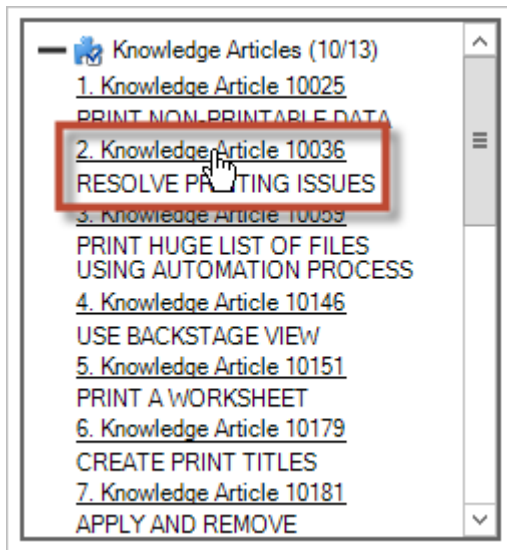 Knowledge Articles (10/13)
1. Knowledge Article 10025
PRINT NON-PRINTABLE DATA
2. Knowledge Article 10036
RESOLVE PRINTING ISSUES
3. Knowledge Article 10059
PRINT HUGE LIST OF FILES
USING AUTOMATION PROCESS
4. Knowledge Article 10146
USE BACKSTAGE VIEW
5. Knowledge Article 10151
PRINT A WORKSHEET
6. Knowledge Article 10179
CREATE PRINT TITLES
7. Knowledge Article 10181
APPLY AND REMOVE